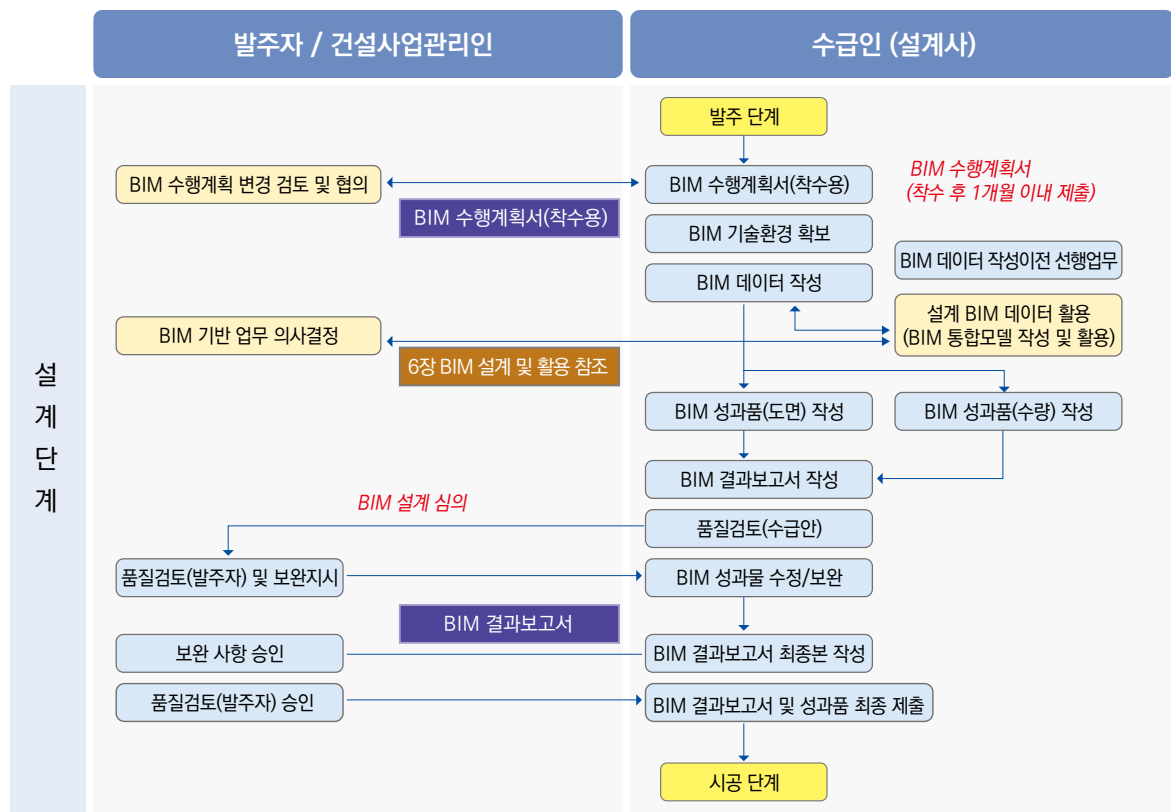 발주자 / 건설사업관리인
수급인 (설계사)
설
계
단
계
발주 단계
BIM 수행계획 변경 검토 및 협의
BIM 수행계획서(착수용)
BIM 수행계획서
(착수 후 1개월 이내 제출)
BIM 수행계획서(착수용)
BIM 기술환경 확보
BIM 데이터 작성이전 선행업무
BIM 데이터 작성
설계 BIM 데이터 활용
(BIM 통합모델 작성 및 활용)
BIM 기반 업무 의사결정
6장 BIM 설계 및 활용 참조
BIM 성과품(도면) 작성
BIM 성과품(수량) 작성
BIM 결과보고서 작성
BIM 설계 심의
품질검토(수급안)
품질검토(발주자) 및 보완지시
BIM 성과물 수정/보완
BIM 결과보고서
보완 사항 승인
BIM 결과보고서 최종본 작성
품질검토(발주자) 승인
BIM 결과보고서 및 성과품 최종 제출
시공 단계